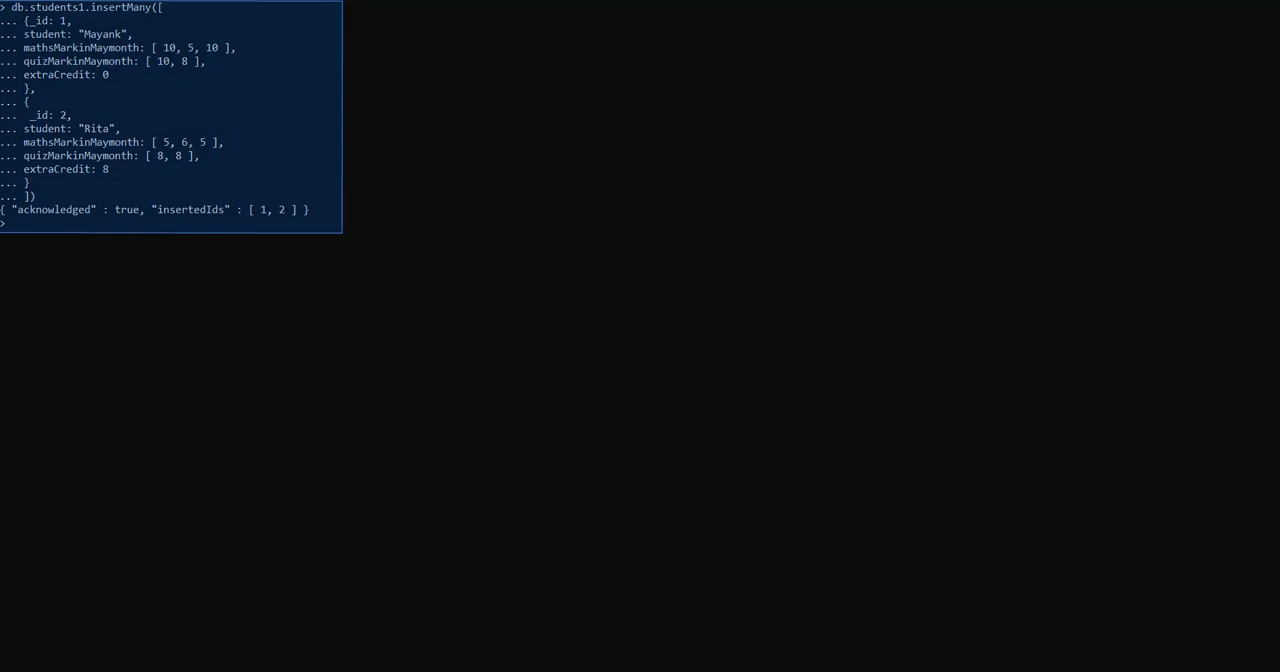 > db.students1.insertMany([
... {_id: 1,
... student: "Mayank",
... mathsMarkinMaymonth: [ 10, 5, 10 ],
... quizMarkinMaymonth: [ 10, 8 ],
... extraCredit: 0
... },
... {
...  _id: 2,
... student: "Rita",
... mathsMarkinMaymonth: [ 5, 6, 5 ],
... quizMarkinMaymonth: [ 8, 8 ],
... extraCredit: 8
... }
... ])
{ "acknowledged" : true, "insertedIds" : [ 1, 2 ] }
>